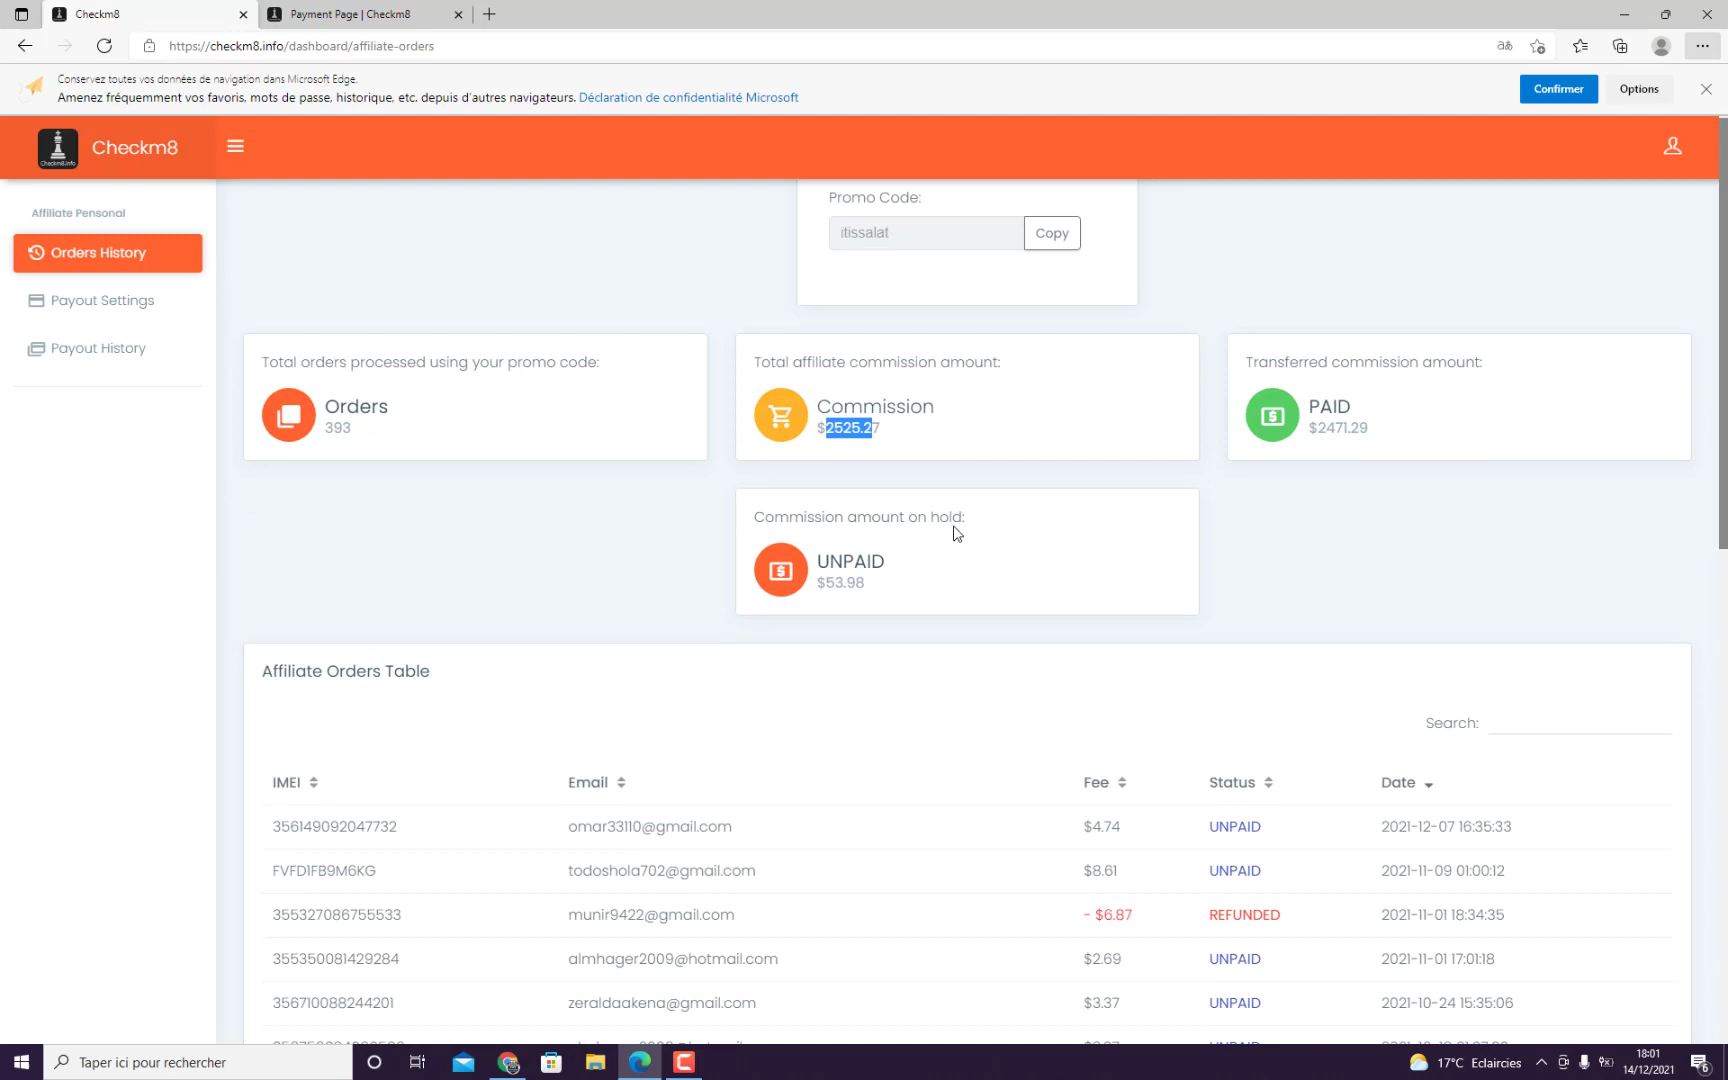 Checkm8
Payment Page | Checkm8
https://checkm8.info/dashboard/affiliate-orders
Conservez toutes vos données de navigation dans Microsoft Edge.
Amenez fréquemment vos favoris, mots de passe, historique, etc. depuis d'autres navigateurs. Déclaration de confidentialité Microsoft
Confirmer
Options
Checkm8.info
Checkm8
Affiliate Personal
Orders History
Payout Settings
Payout History
Promo Code:
itissalat
Copy
Total orders processed using your promo code:
Orders
393
Total affiliate commission amount:
Commission
$2525.27
Transferred commission amount:
PAID
$2471.29
Commission amount on hold:
UNPAID
$53.98
Affiliate Orders Table
Search:
IMEI Email Fee Status Date
356149092047732 omar33110@gmail.com $4.74 UNPAID 2021-12-07 16:35:33
FVFD1FB9M6KG todoshola702@gmail.com $8.61 UNPAID 2021-11-09 01:00:12
355327086755533 munir9422@gmail.com - $6.87 REFUNDED 2021-11-01 18:34:35
355350081429284 almhager2009@hotmail.com $2.69 UNPAID 2021-11-01 17:01:18
356710088244201 zeraldaakena@gmail.com $3.37 UNPAID 2021-10-24 15:35:06
Taper ici pour rechercher
17°C Eclaircies
18:01
14/12/2021
6